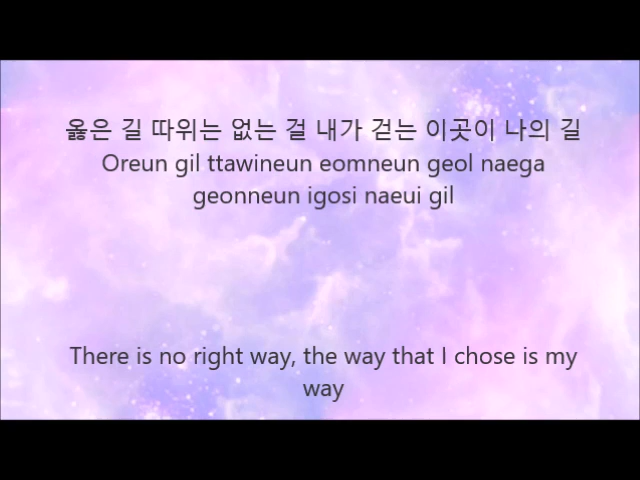 옳은 길 따위는 없는 걸 내가 걷는 이곳이 나의 길
Oreun gil ttawineun eomneun geol naega
geonneun igosi naeui gil
There is no right way, the way that I chose is my
way